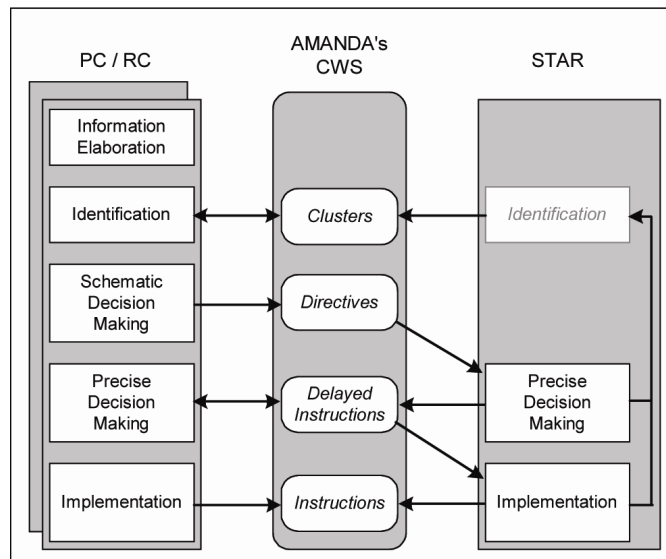 PC / RC
AMANDA's
CWS
STAR
Information
Elaboration
Identification
Clusters
Identification
Schematic
Decision
Making
Directives
Precise
Decision
Making
Delayed
Instructions
Precise
Decision
Making
Implementation
Instructions
Implementation